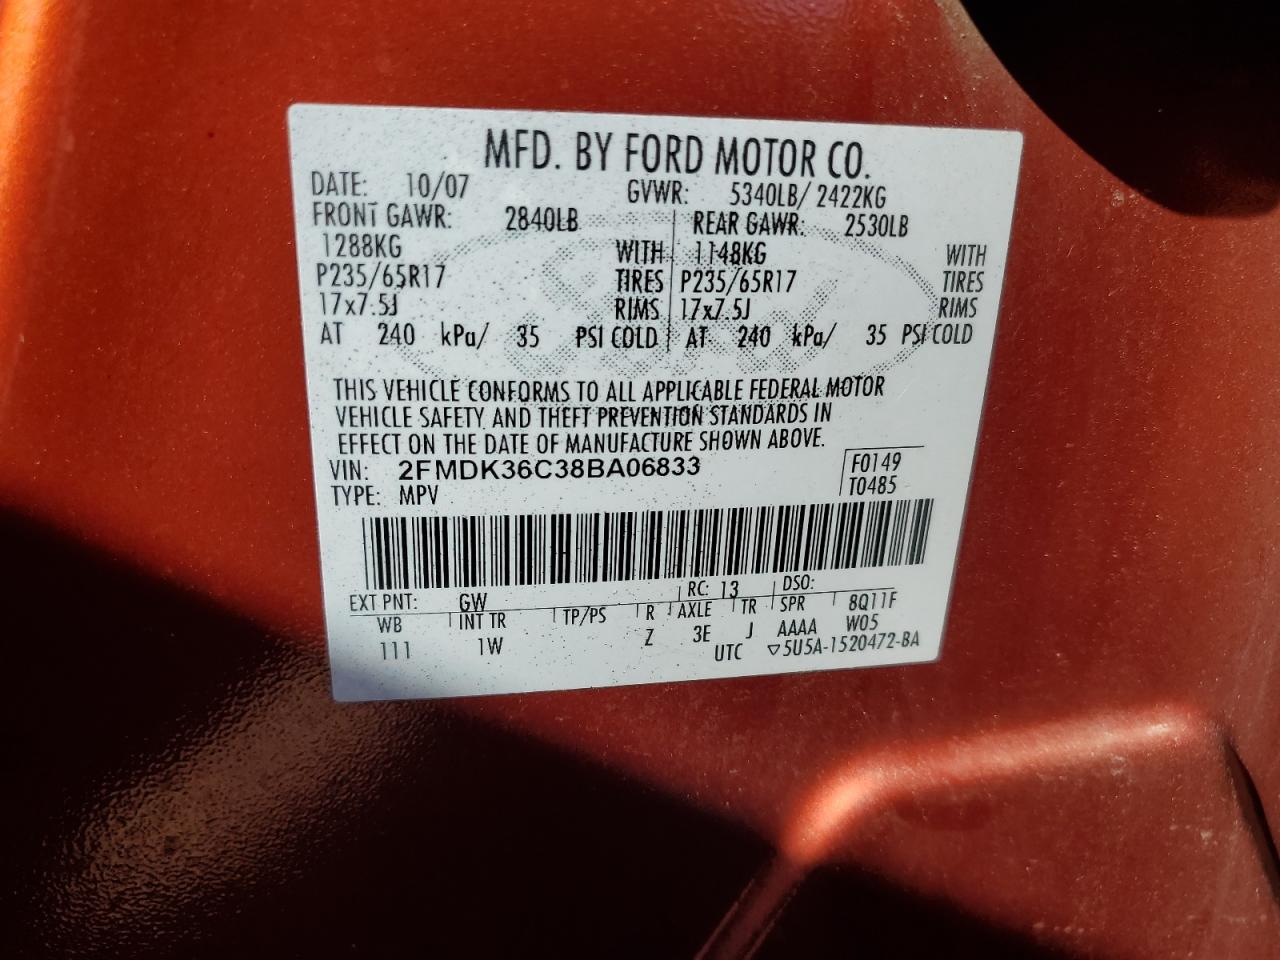 MFD. BY FORD MOTOR CO.
DATE: 10/07 GVWR: 5340LB/ 2422KG
FRONT GAWR: 2840LB REAR GAWR: 2530LB
1288KG WITH 1148KG WITH
P235/65R17 TIRES P235/65R17 TIRES
17x7.5J RIMS 17x7.5J RIMS
AT 240 kPa/ 35 PSI COLD AT 240 kPa/ 35 PSI COLD
THIS VEHICLE CONFORMS TO ALL APPLICABLE FEDERAL MOTOR
VEHICLE SAFETY AND THEFT PREVENTION STANDARDS IN
EFFECT ON THE DATE OF MANUFACTURE SHOWN ABOVE.
VIN: 2FMDK36C38BA06833 F0149
TYPE: MPV T0485
EXT PNT: GW RC: 13 DSO:
WB INT TR TP/PS R AXLE TR SPR 8Q11F
111 1W Z 3E J AAAA W05
UTC ▽5U5A-1520472-BA